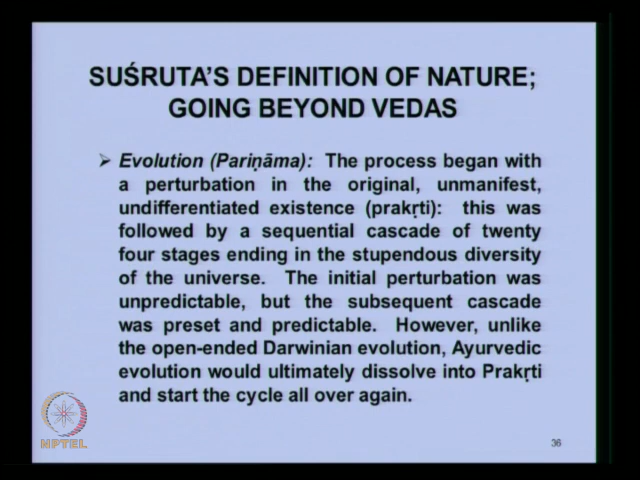 SUŚRUTA'S DEFINITION OF NATURE;
GOING BEYOND VEDAS
➢ Evolution (Pariṇāma): The process began with
a perturbation in the original, unmanifest,
undifferentiated existence (prakṛti): this was
followed by a sequential cascade of twenty
four stages ending in the stupendous diversity
of the universe. The initial perturbation was
unpredictable, but the subsequent cascade
was preset and predictable. However, unlike
the open-ended Darwinian evolution, Ayurvedic
evolution would ultimately dissolve into Prakṛti
and start the cycle all over again.
NPTEL
36